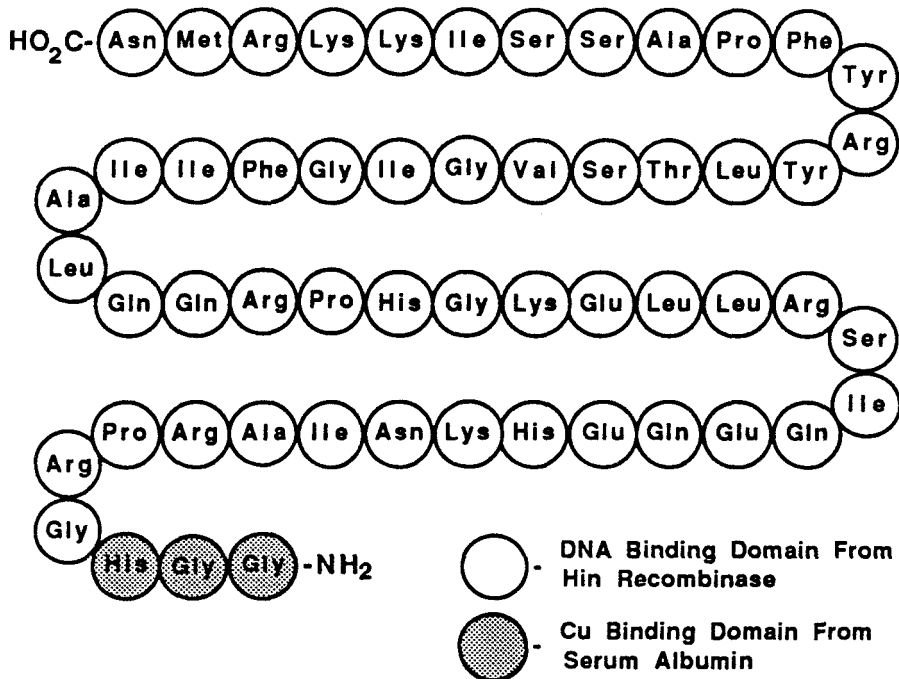 HO2C- Asn Met Arg Lys Lys Ile Ser Ser Ala Pro Phe
Tyr
Arg
Ile Ile Phe Gly Ile Gly Val Ser Thr Leu Tyr
Ala
Leu
Gln Gln Arg Pro His Gly Lys Glu Leu Leu Arg
Ser
Ile
Pro Arg Ala Ile Asn Lys His Glu Gln Glu Gln
Arg
Gly
His Gly Gly -NH2
- DNA Binding Domain From
Hin Recombinase
- Cu Binding Domain From
Serum Albumin